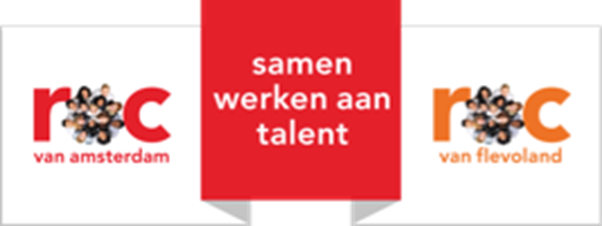 roc
van amsterdam
samen
werken aan
talent
roc
van flevoland